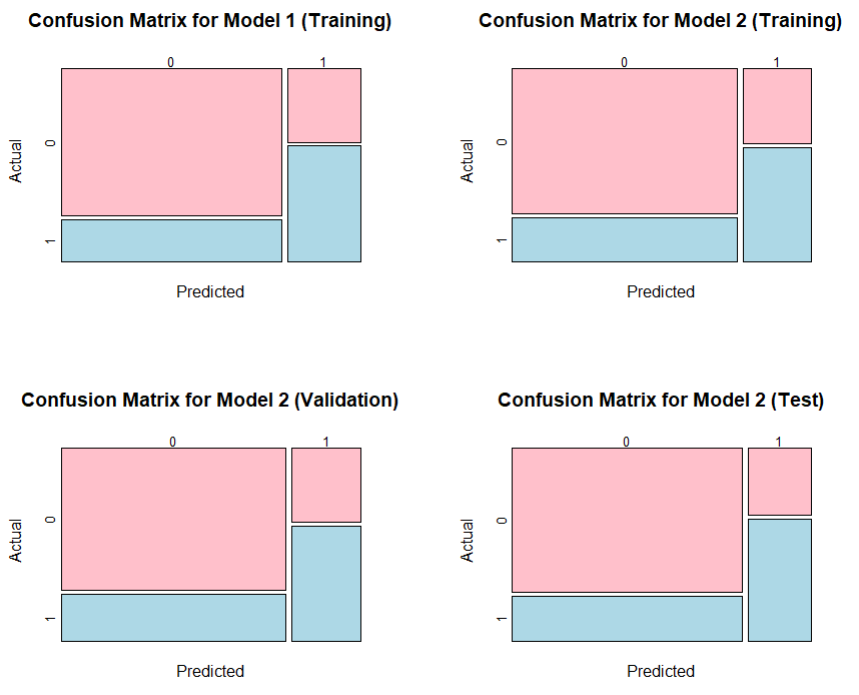 Confusion Matrix for Model 1 (Training)
0 1
Actual
0
1
Predicted
Confusion Matrix for Model 2 (Training)
0 1
Actual
0
1
Predicted
Confusion Matrix for Model 2 (Validation)
0 1
Actual
0
1
Predicted
Confusion Matrix for Model 2 (Test)
0 1
Actual
0
1
Predicted